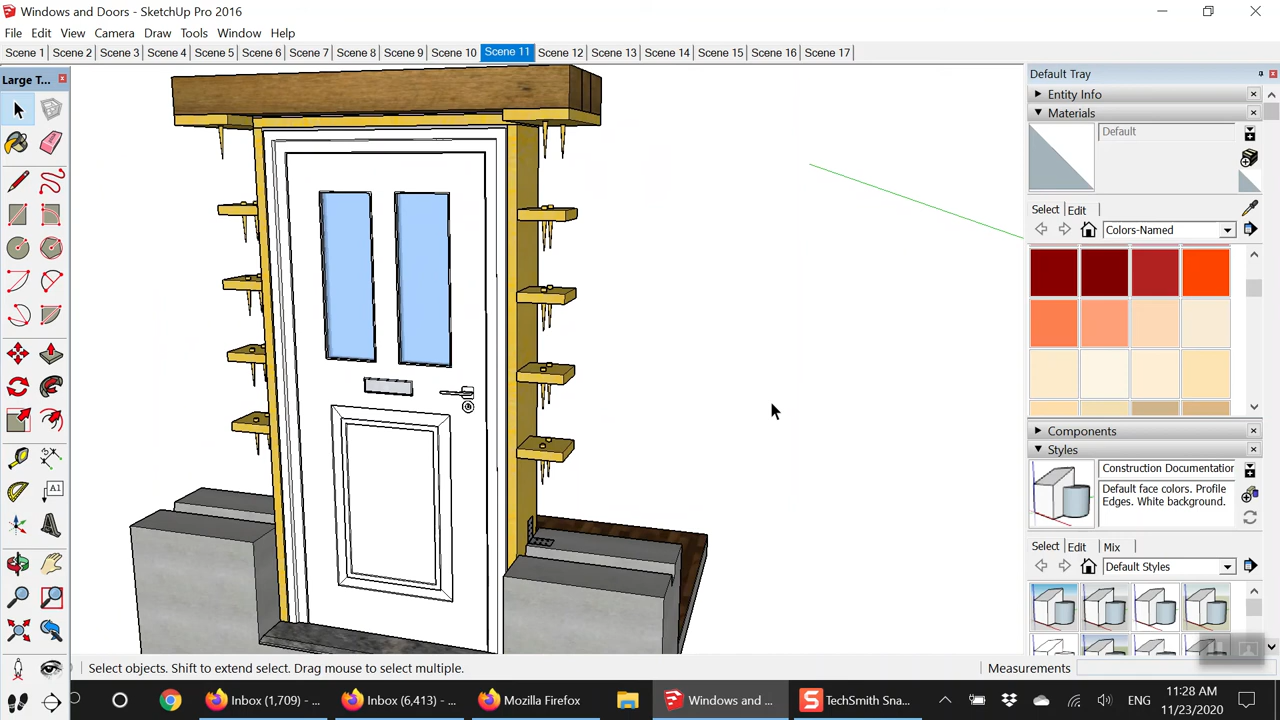 Windows and Doors - SketchUp Pro 2016
File Edit View Camera Draw Tools Window Help
Scene 1 Scene 2 Scene 3 Scene 4 Scene 5 Scene 6 Scene 7 Scene 8 Scene 9 Scene 10 Scene 11 Scene 12 Scene 13 Scene 14 Scene 15 Scene 16 Scene 17
Large T...
Default Tray
Entity Info
Materials
Default
Select Edit
Colors-Named
Components
Styles
Construction Documentation
Default face colors. Profile
Edges. White background.
Select Edit Mix
Default Styles
Select objects. Shift to extend select. Drag mouse to select multiple.
Measurements
Inbox (1,709) - ...
Inbox (6,413) - ...
Mozilla Firefox
Windows and ...
TechSmith Sna...
ENG
11:28 AM
11/23/2020